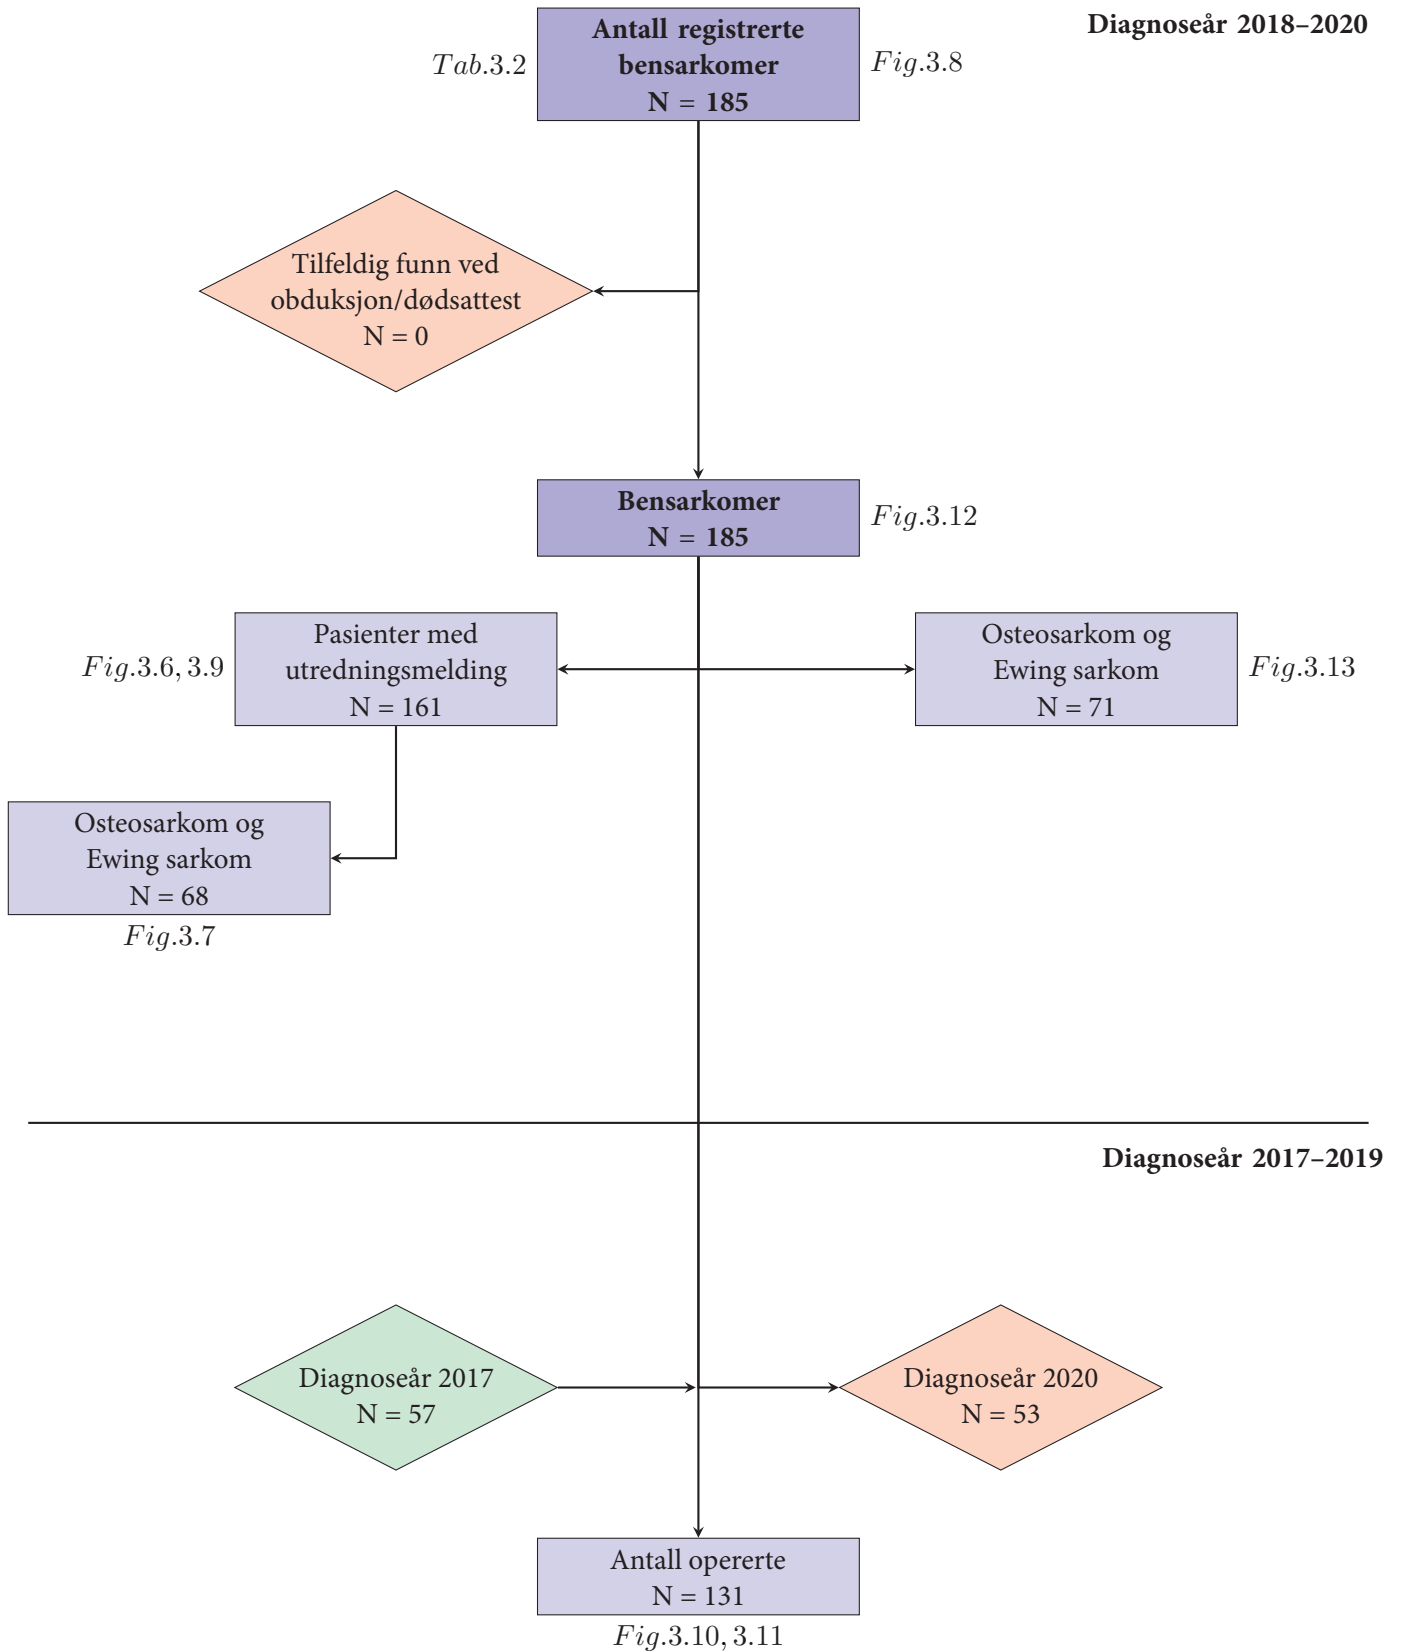 Diagnoseår 2018–2020
Antall registrerte
bensarkomer
N = 185
Tab.3.2
Fig.3.8
Tilfeldig funn ved
obduksjon/dødsattest
N = 0
Bensarkomer
N = 185
Fig.3.12
Pasienter med
utredningsmelding
N = 161
Fig.3.6, 3.9
Osteosarkom og
Ewing sarkom
N = 71
Fig.3.13
Osteosarkom og
Ewing sarkom
N = 68
Fig.3.7
Diagnoseår 2017–2019
Diagnoseår 2017
N = 57
Diagnoseår 2020
N = 53
Antall opererte
N = 131
Fig.3.10, 3.11